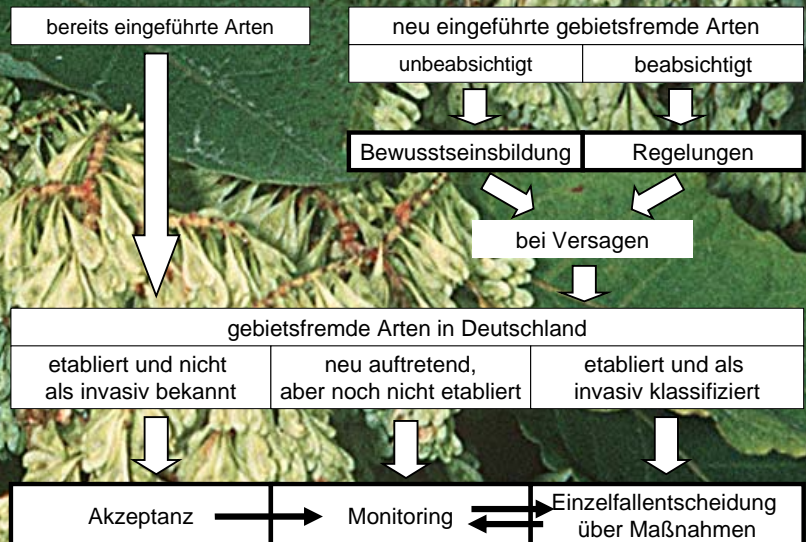 bereits eingeführte Arten
neu eingeführte gebietsfremde Arten
unbeabsichtigt
beabsichtigt
Bewusstseinsbildung
Regelungen
bei Versagen
gebietsfremde Arten in Deutschland
etabliert und nicht
als invasiv bekannt
neu auftretend,
aber noch nicht etabliert
etabliert und als
invasiv klassifiziert
Akzeptanz
Monitoring
Einzelfallentscheidung
über Maßnahmen